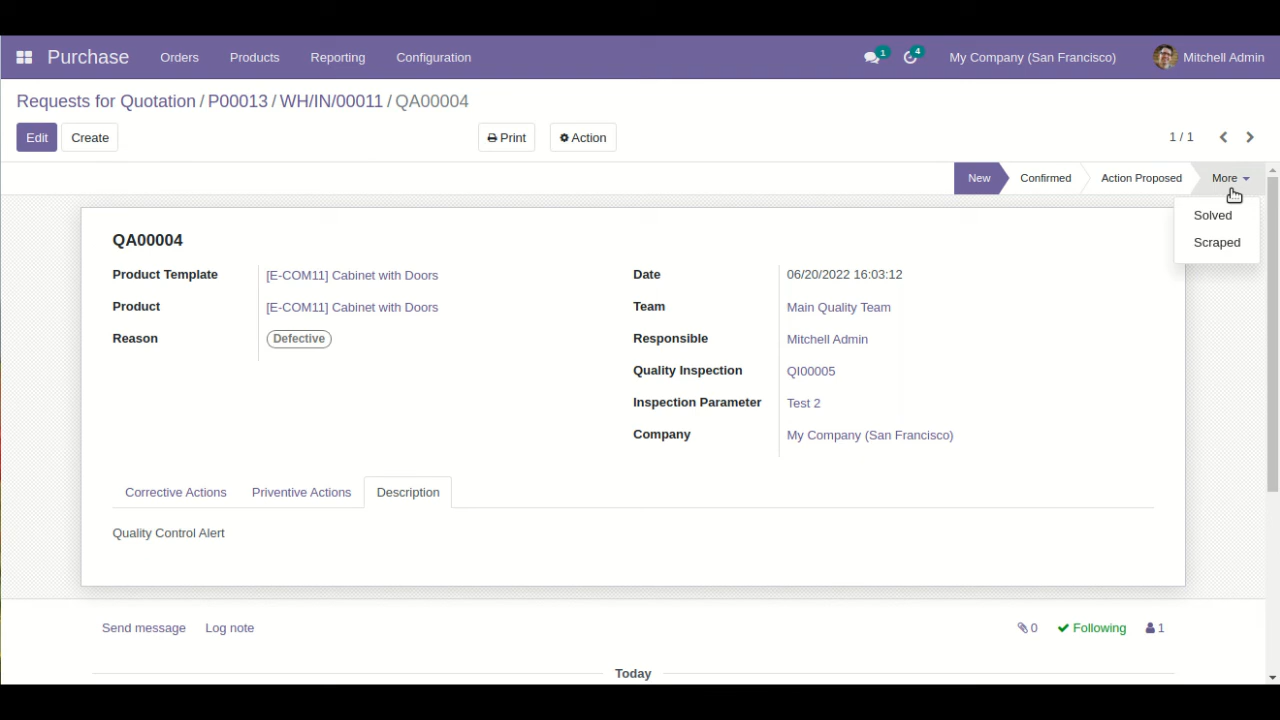 Purchase Orders Products Reporting Configuration 1 4 My Company (San Francisco) Mitchell Admin
Requests for Quotation / P00013 / WH/IN/00011 / QA00004
Edit Create Print Action 1 / 1
New Confirmed Action Proposed More
Solved
Scraped
QA00004
Product Template [E-COM11] Cabinet with Doors
Product [E-COM11] Cabinet with Doors
Reason Defective
Date 06/20/2022 16:03:12
Team Main Quality Team
Responsible Mitchell Admin
Quality Inspection QI00005
Inspection Parameter Test 2
Company My Company (San Francisco)
Corrective Actions Priventive Actions Description
Quality Control Alert
Send message Log note 0 Following 1
Today